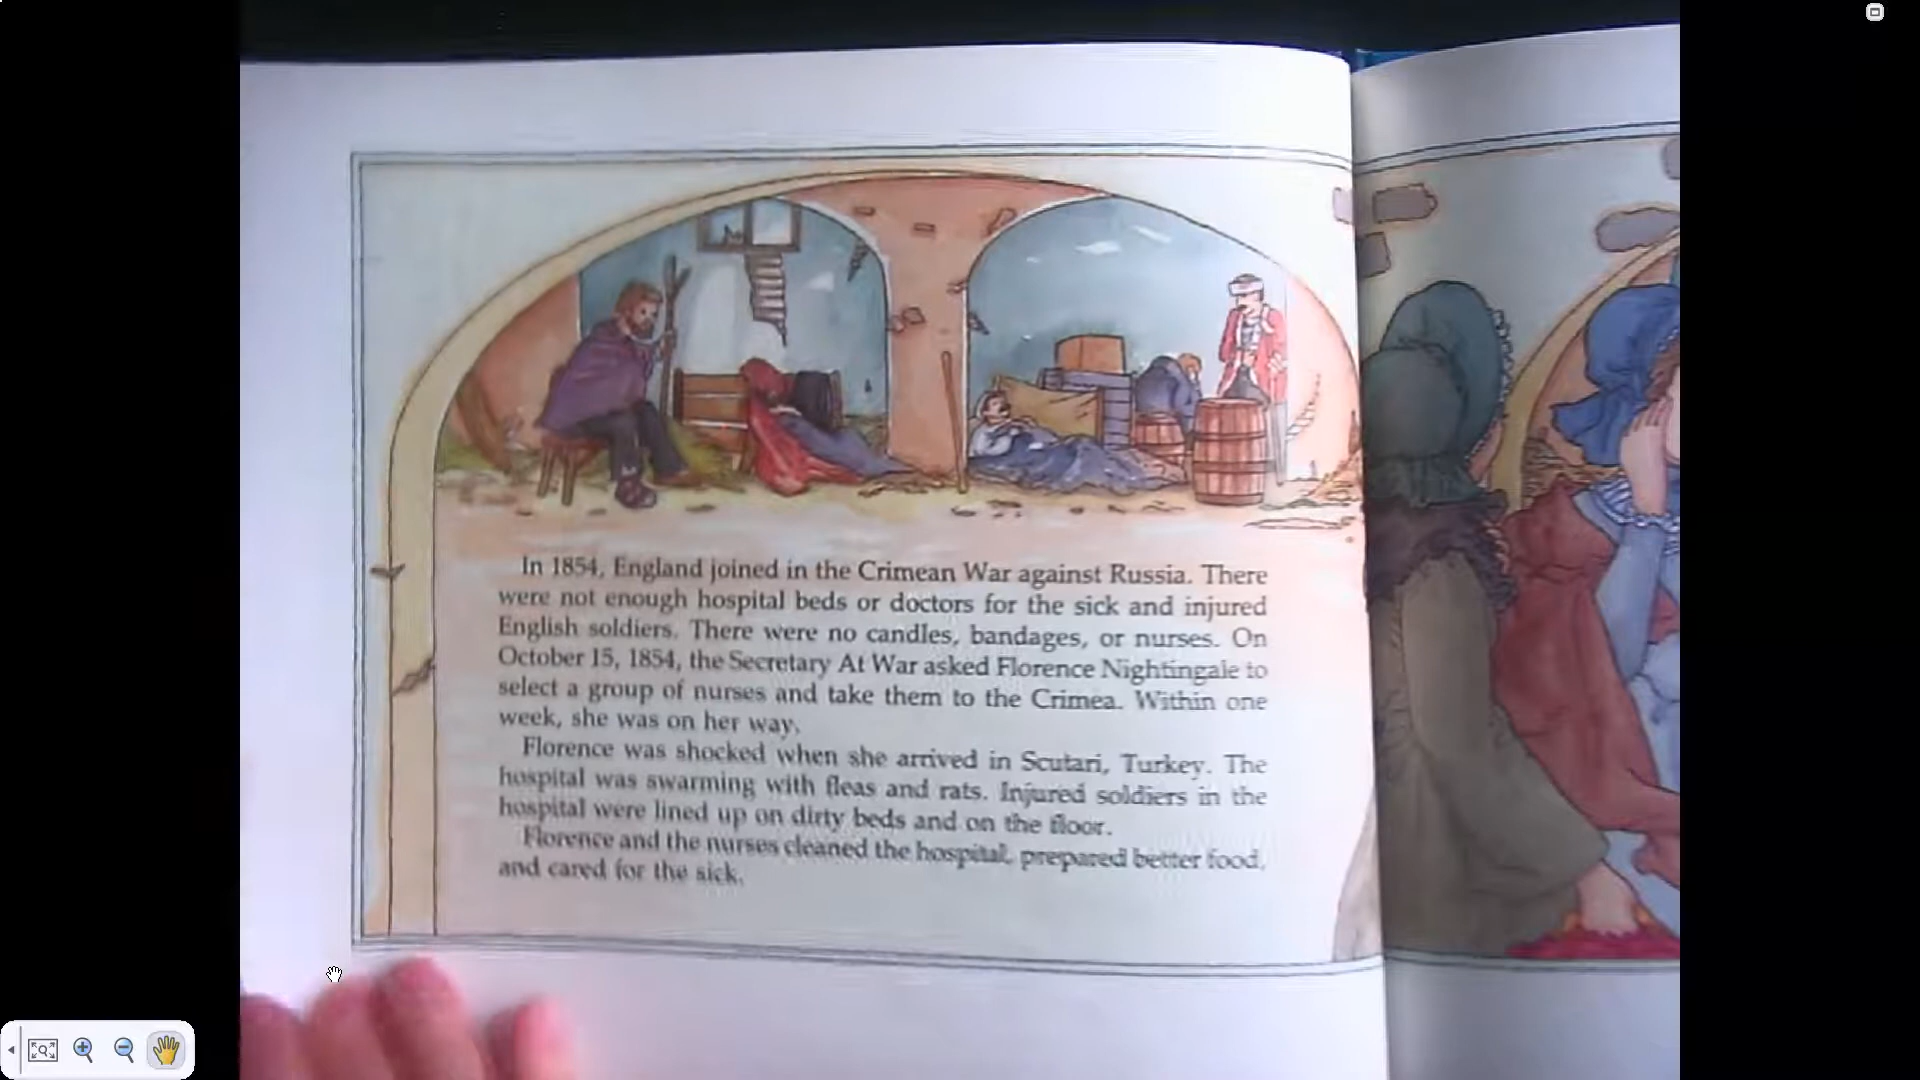 In 1854, England joined in the Crimean War against Russia. There
were not enough hospital beds or doctors for the sick and injured
English soldiers. There were no candles, bandages, or nurses. On
October 15, 1854, the Secretary At War asked Florence Nightingale to
select a group of nurses and take them to the Crimea. Within one
week, she was on her way.
Florence was shocked when she arrived in Scutari, Turkey. The
hospital was swarming with fleas and rats. Injured soldiers in the
hospital were lined up on dirty beds and on the floor.
Florence and the nurses cleaned the hospital, prepared better food,
and cared for the sick.